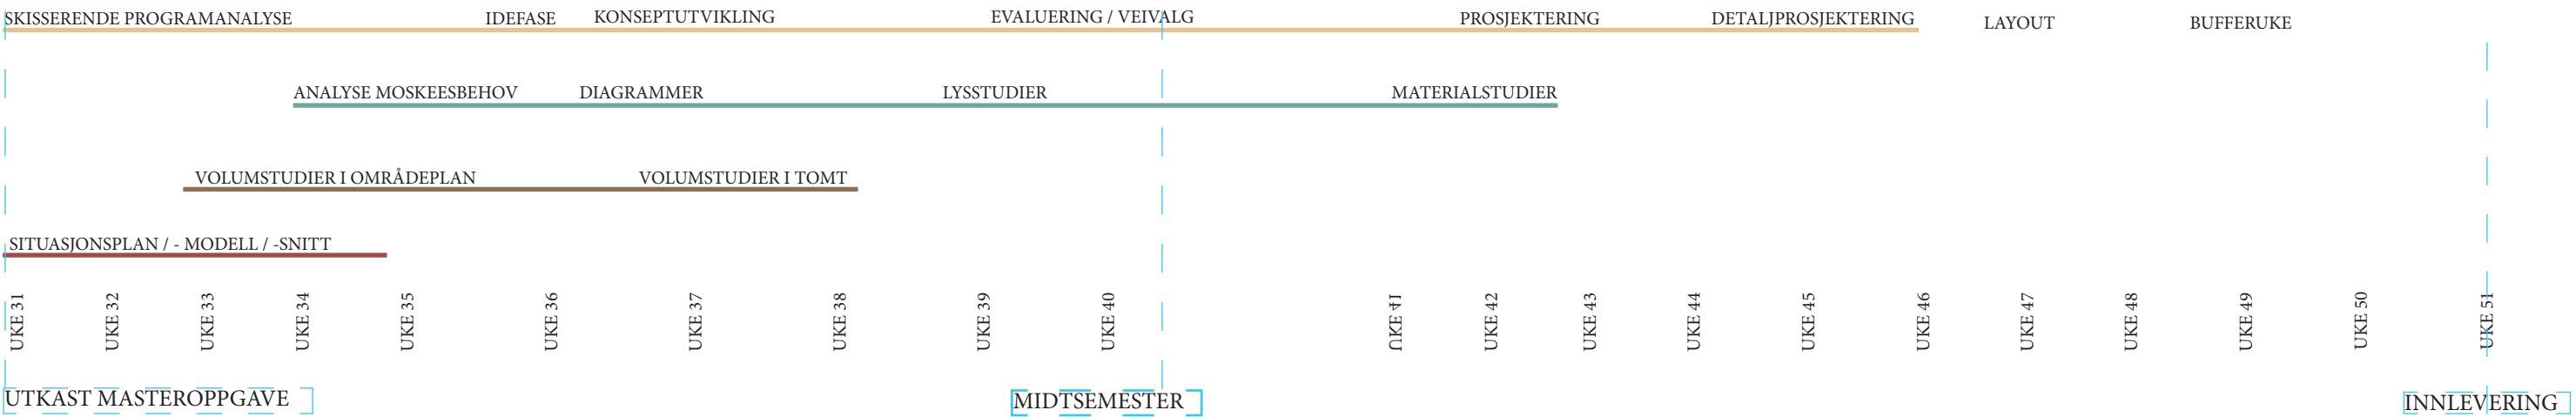 SKISSERENDE PROGRAMANALYSE IDEFASE KONSEPTUTVIKLING EVALUERING / VEIVALG PROSJEKTERING DETALJPROSJEKTERING LAYOUT BUFFERUKE
ANALYSE MOSKEESBEHOV DIAGRAMMER LYSSTUDIER MATERIALSTUDIER
VOLUMSTUDIER I OMRÅDEPLAN VOLUMSTUDIER I TOMT
SITUASJONSPLAN / - MODELL / -SNITT
UKE 31
UKE 32
UKE 33
UKE 34
UKE 35
UKE 36
UKE 37
UKE 38
UKE 39
UKE 40
UKE 41
UKE 42
UKE 43
UKE 44
UKE 45
UKE 46
UKE 47
UKE 48
UKE 49
UKE 50
UKE 51
UTKAST MASTEROPPGAVE MIDTSEMESTER INNLEVERING